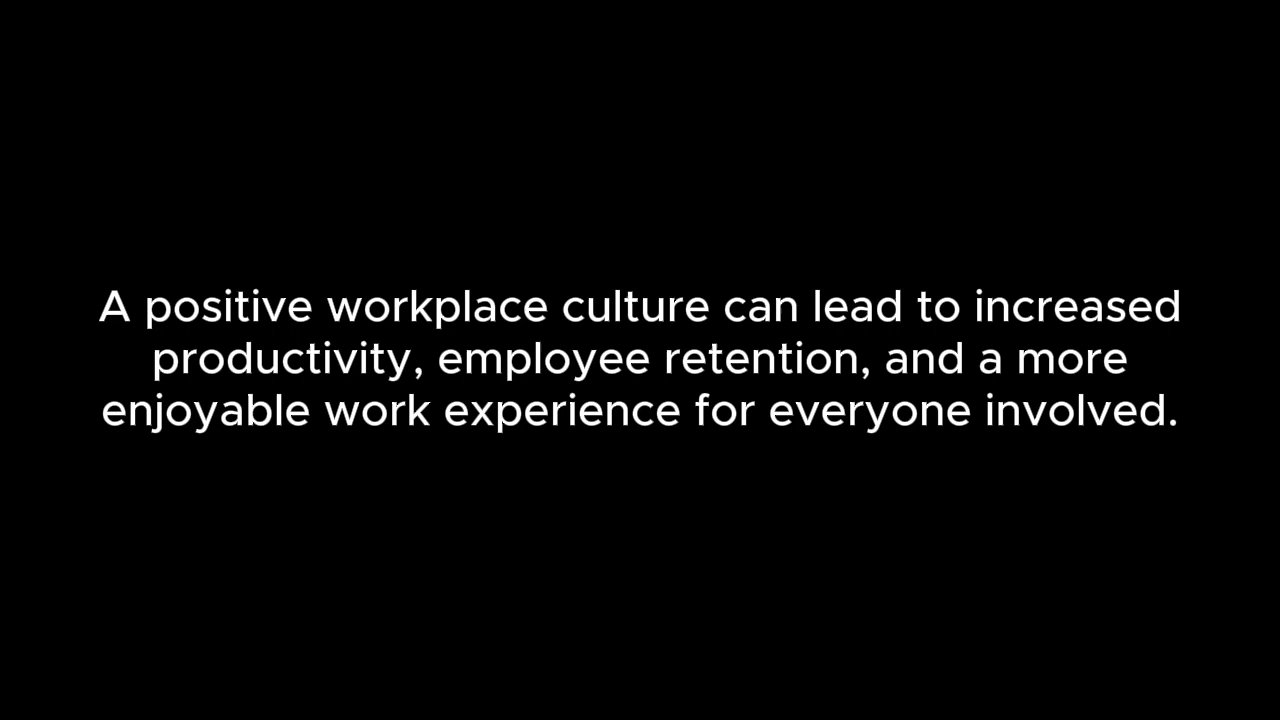 A positive workplace culture can lead to increased
productivity, employee retention, and a more
enjoyable work experience for everyone involved.